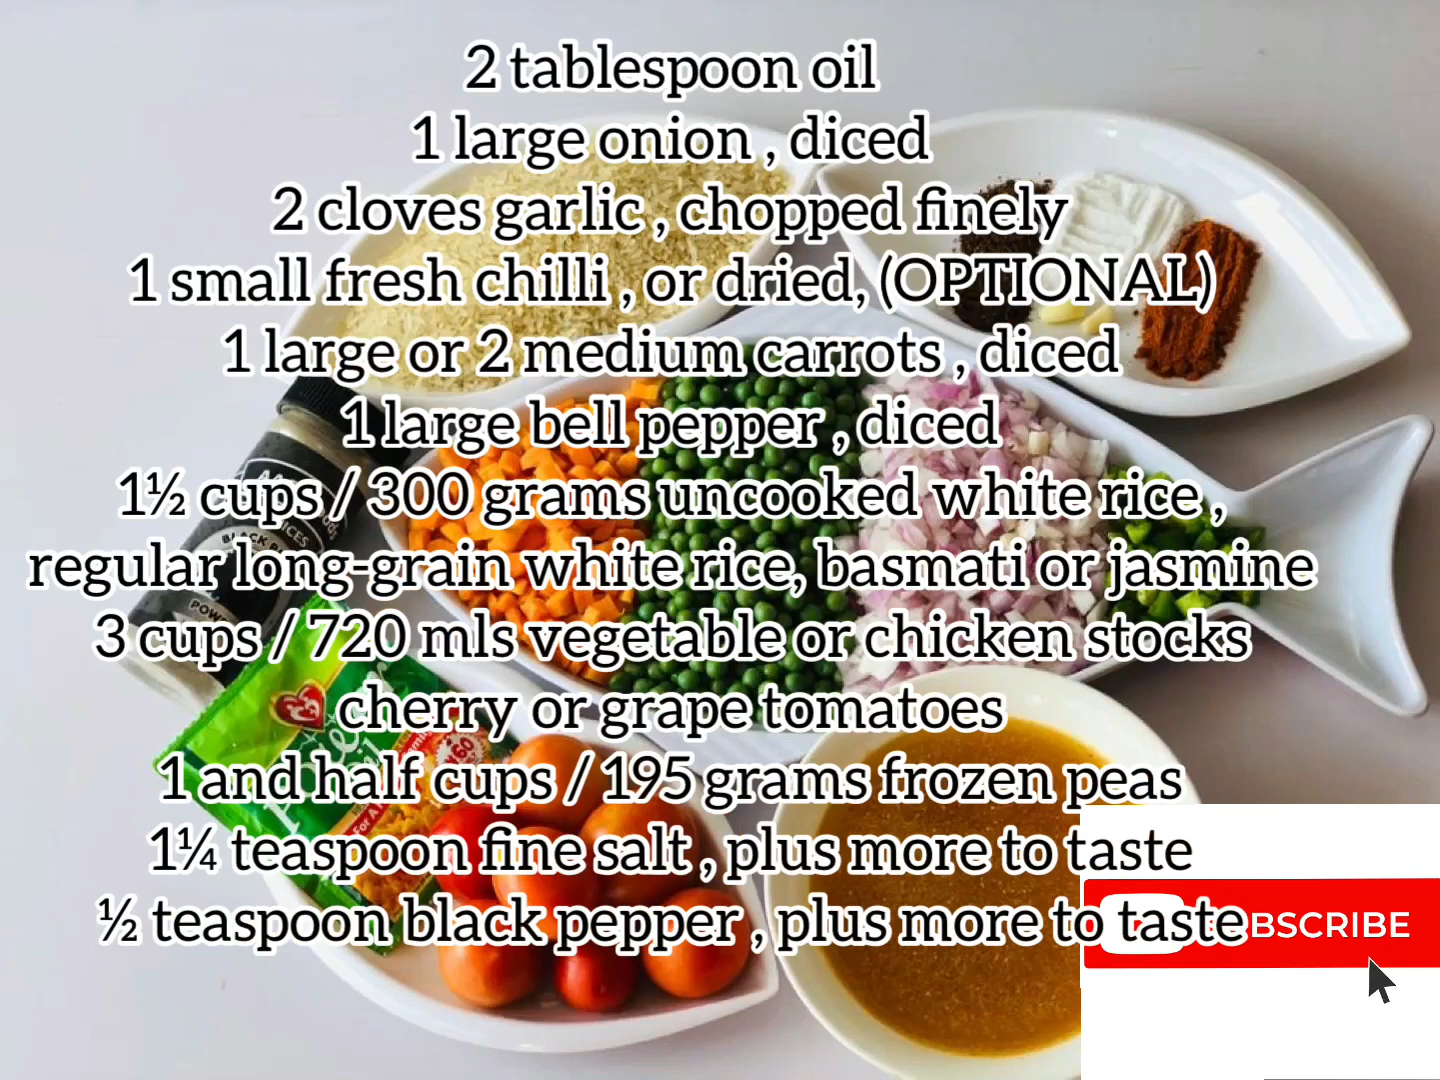 2 tablespoon oil
1 large onion , diced
2 cloves garlic , chopped finely
1 small fresh chilli , or dried, (OPTIONAL)
1 large or 2 medium carrots , diced
1 large bell pepper , diced
1½ cups / 300 grams uncooked white rice ,
regular long-grain white rice, basmati or jasmine
3 cups / 720 mls vegetable or chicken stocks
cherry or grape tomatoes
1 and half cups / 195 grams frozen peas
1¼ teaspoon fine salt , plus more to taste
½ teaspoon black pepper , plus more to taste